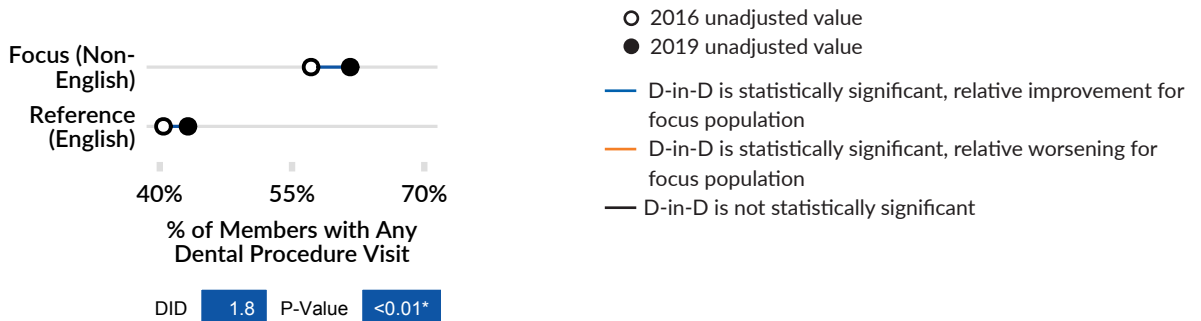 Focus (Non-
English)
Reference
(English)
40% 55% 70%
% of Members with Any
Dental Procedure Visit
DID 1.8 P-Value <0.01*
2016 unadjusted value
2019 unadjusted value
D-in-D is statistically significant, relative improvement for
focus population
D-in-D is statistically significant, relative worsening for
focus population
D-in-D is not statistically significant